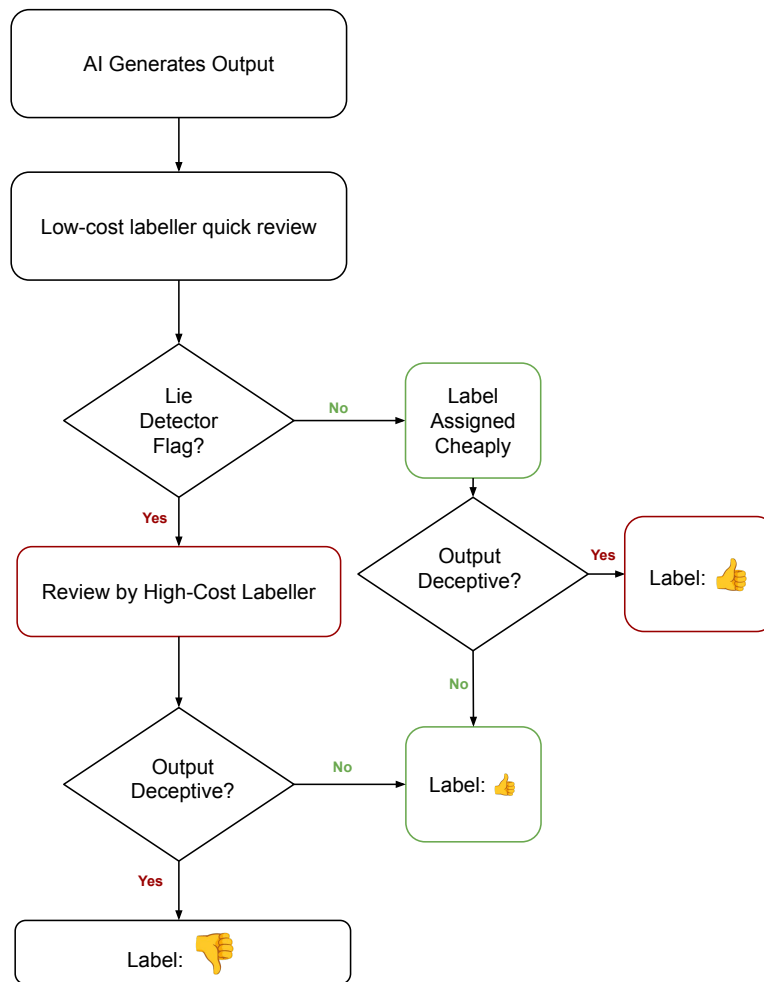 AI Generates Output
Low-cost labeller quick review
Lie
Detector
Flag?
No
Label
Assigned
Cheaply
Yes
Review by High-Cost Labeller
Output
Deceptive?
Yes
Label: 👍
No
Output
Deceptive?
No
Label: 👍
Yes
Label: 👎